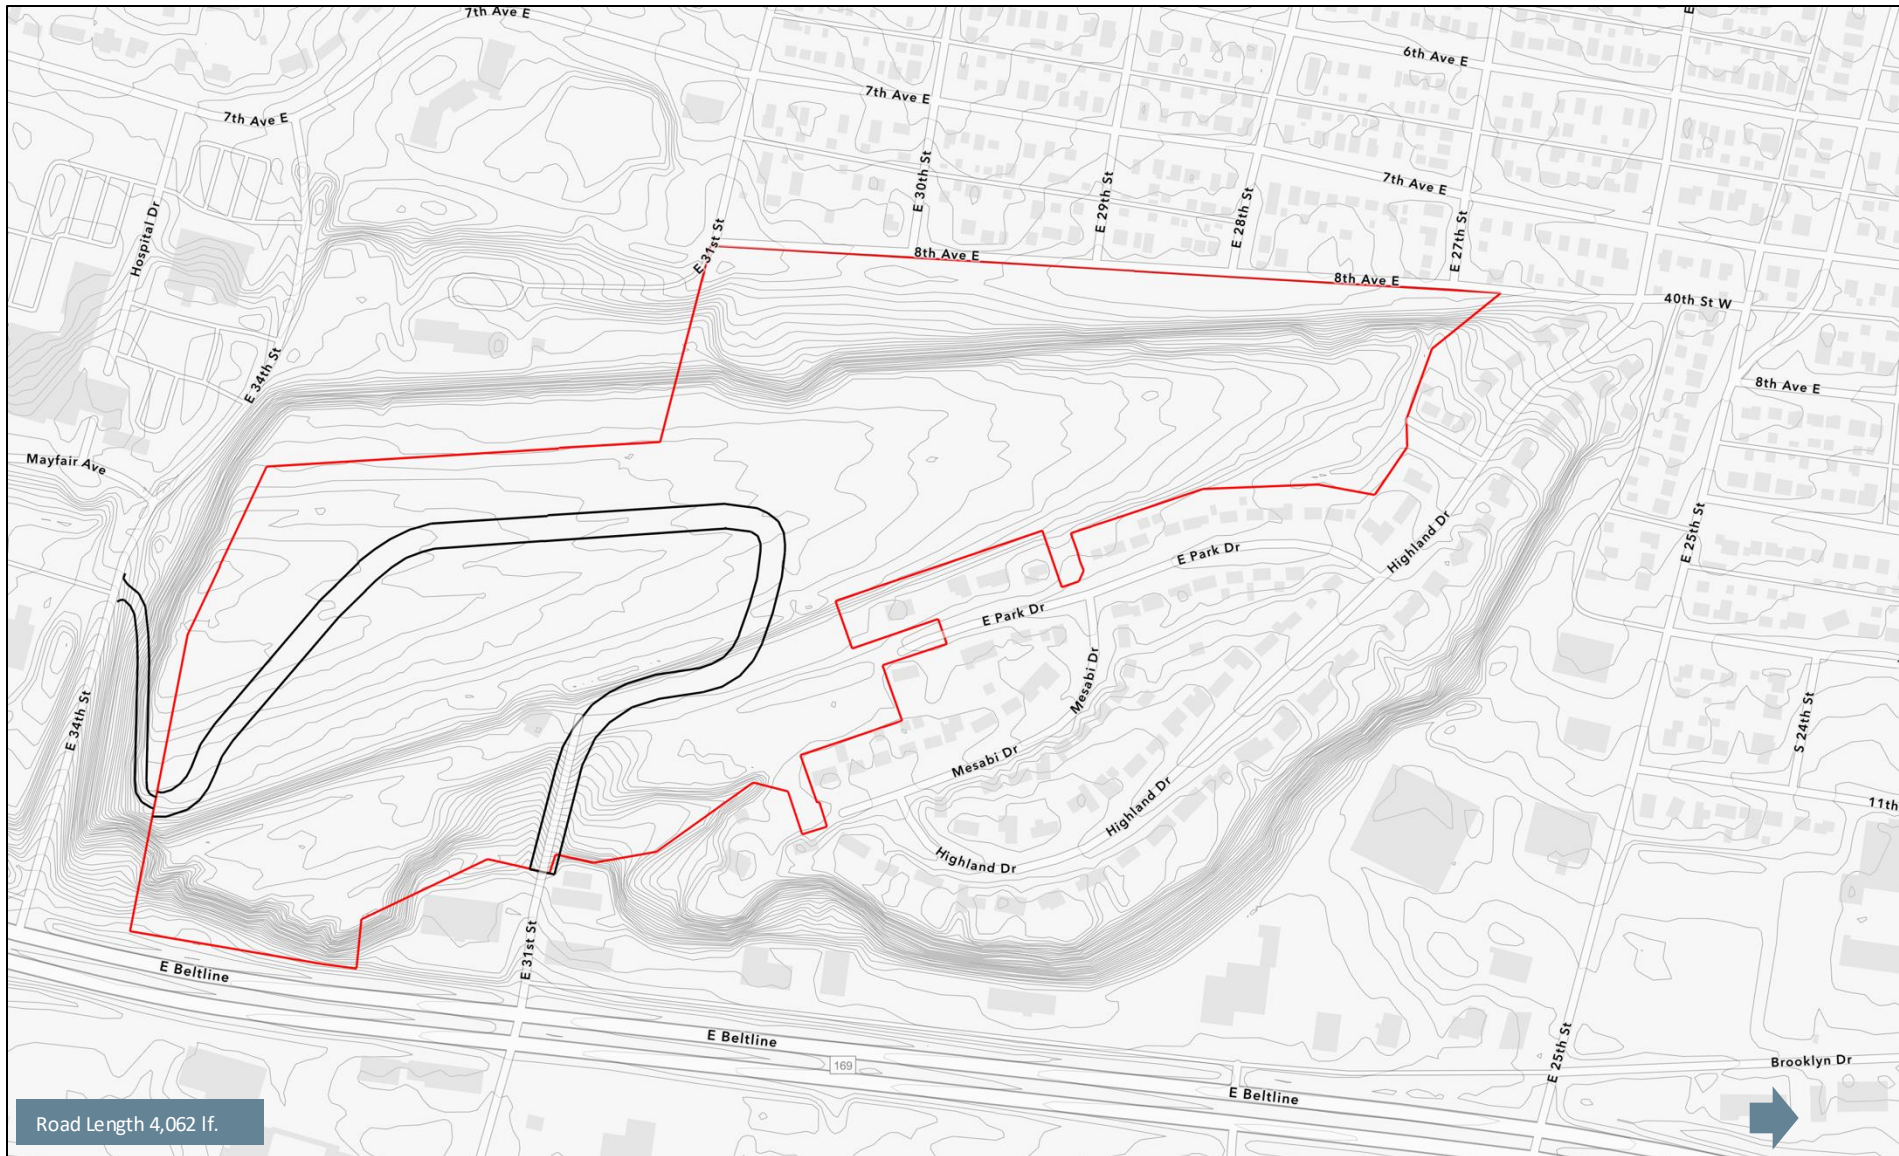 7th Ave E
6th Ave E
7th Ave E
7th Ave E
E 30th St
E 29th St
7th Ave E
E 28th St
E 27th St
Hospital Dr
E 31st St
8th Ave E
8th Ave E
40th St W
E 34th St
8th Ave E
Mayfair Ave
E 25th St
Highland Dr
E Park Dr
E Park Dr
Mesabi Dr
E 34th St
S 24th St
Mesabi Dr
Highland Dr
11th
Highland Dr
E 31st St
E Beltline
E Beltline
169
E 25th St
Brooklyn Dr
E Beltline
Road Length 4,062 lf.